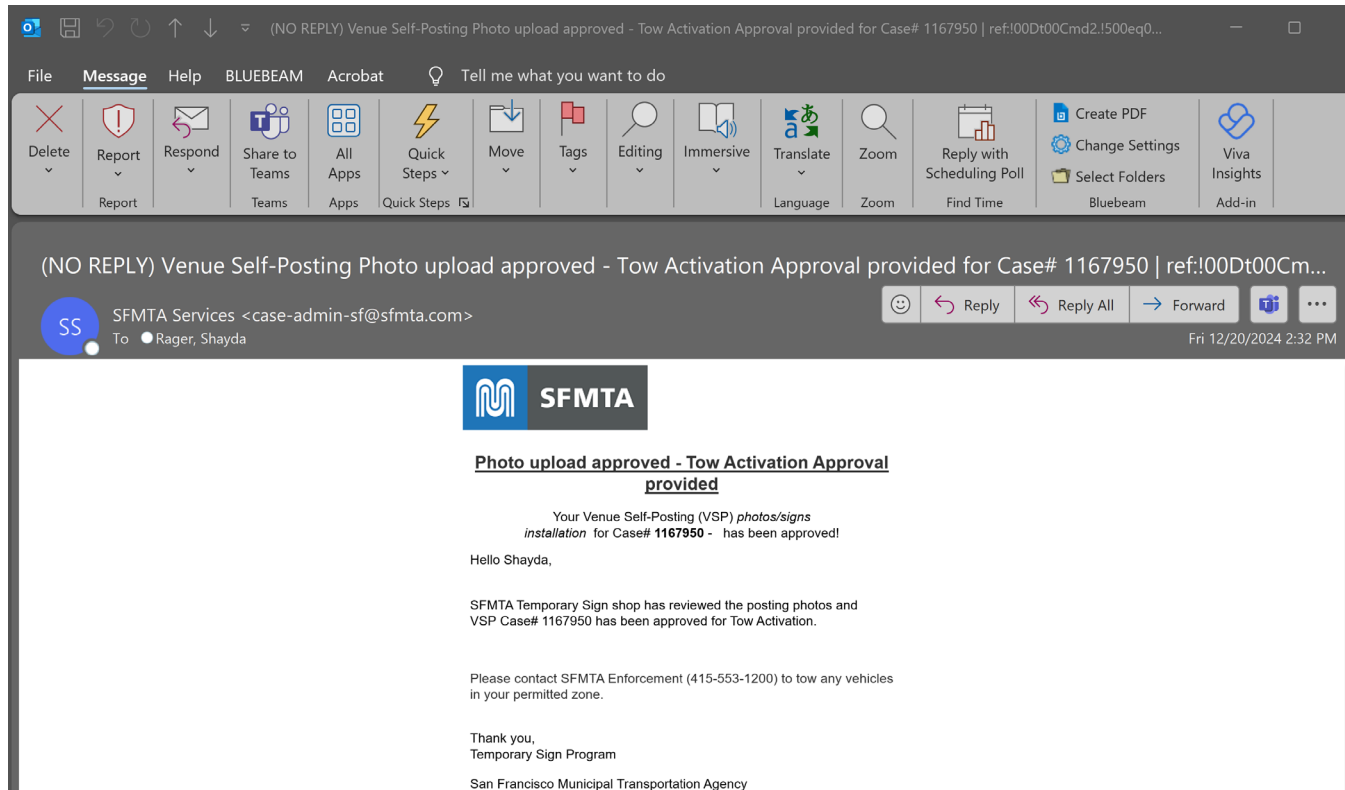 (NO REPLY) Venue Self-Posting Photo upload approved - Tow Activation Approval provided for Case# 1167950 | ref:!00Dt00Cmd2.!500eq0...
File Message Help BLUEBEAM Acrobat Tell me what you want to do
Delete
Report
Respond
Share to Teams
All Apps
Quick Steps
Move
Tags
Editing
Immersive
Translate
Zoom
Reply with Scheduling Poll
Create PDF
Change Settings
Select Folders
Viva Insights
Report Teams Apps Quick Steps Language Zoom Find Time Bluebeam Add-in
(NO REPLY) Venue Self-Posting Photo upload approved - Tow Activation Approval provided for Case# 1167950 | ref:!00Dt00Cm...
SS
SFMTA Services <case-admin-sf@sfmta.com>
To Rager, Shayda
Reply Reply All Forward
Fri 12/20/2024 2:32 PM
SFMTA
Photo upload approved - Tow Activation Approval
provided
Your Venue Self-Posting (VSP) photos/signs
installation for Case# 1167950 - has been approved!
Hello Shayda,
SFMTA Temporary Sign shop has reviewed the posting photos and
VSP Case# 1167950 has been approved for Tow Activation.
Please contact SFMTA Enforcement (415-553-1200) to tow any vehicles
in your permitted zone.
Thank you,
Temporary Sign Program
San Francisco Municipal Transportation Agency